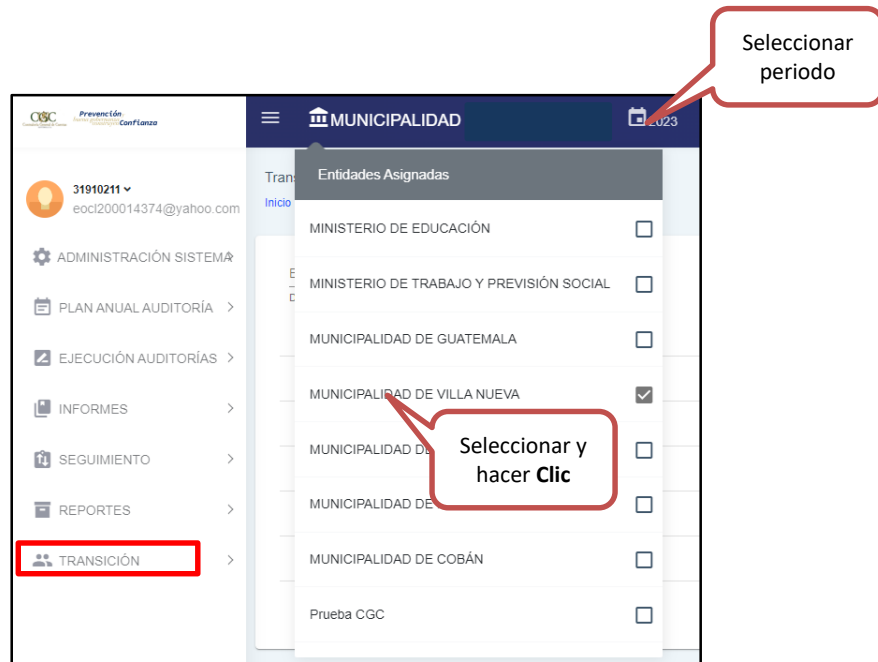 Seleccionar
periodo
CGC
Prevención
Confianza
MUNICIPALIDAD
2023
31910211
eocl200014374@yahoo.com
Tran
Inicio
Entidades Asignadas
MINISTERIO DE EDUCACIÓN
MINISTERIO DE TRABAJO Y PREVISIÓN SOCIAL
MUNICIPALIDAD DE GUATEMALA
MUNICIPALIDAD DE VILLA NUEVA
MUNICIPALIDAD DE
MUNICIPALIDAD DE
MUNICIPALIDAD DE COBÁN
Prueba CGC
Seleccionar y
hacer Clic
ADMINISTRACIÓN SISTEMA
PLAN ANUAL AUDITORÍA
EJECUCIÓN AUDITORÍAS
INFORMES
SEGUIMIENTO
REPORTES
TRANSICIÓN